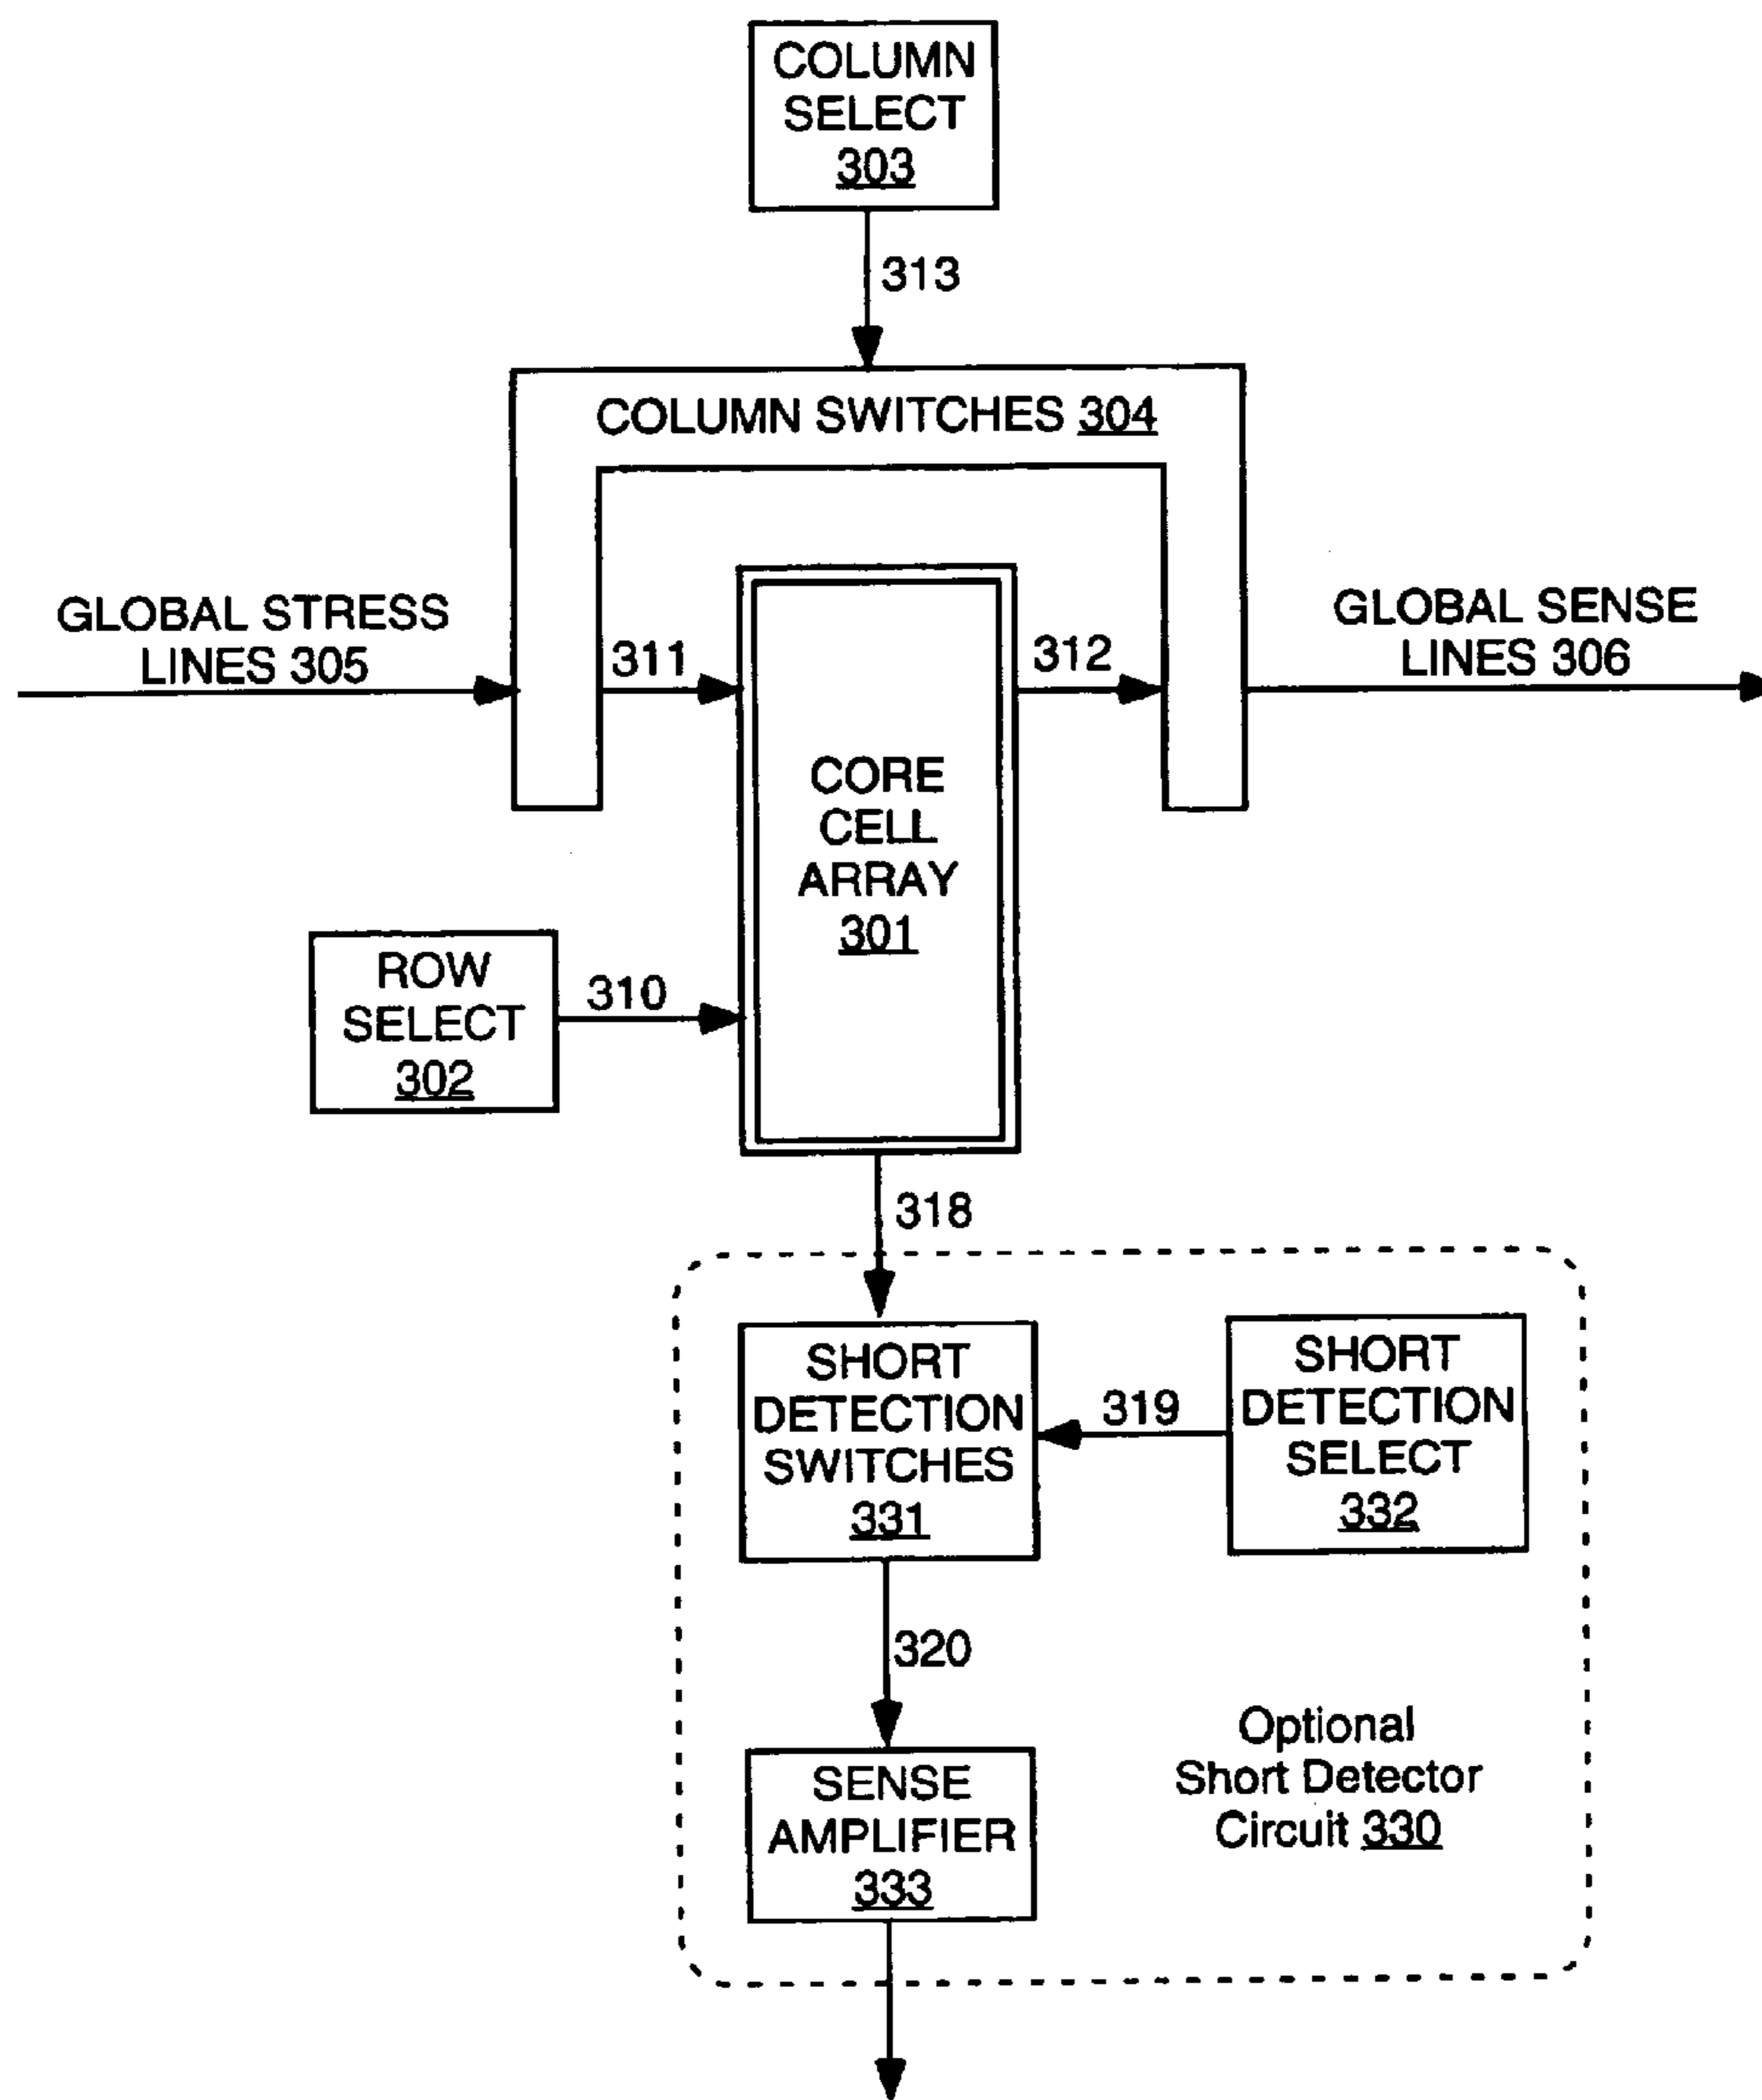 COLUMN
SELECT
303
313
COLUMN SWITCHES 304
GLOBAL STRESS
LINES 305
311
312
GLOBAL SENSE
LINES 306
CORE
CELL
ARRAY
301
ROW
SELECT
302
310
318
SHORT
DETECTION
SWITCHES
331
319
SHORT
DETECTION
SELECT
332
320
SENSE
AMPLIFIER
333
Optional
Short Detector
Circuit 330